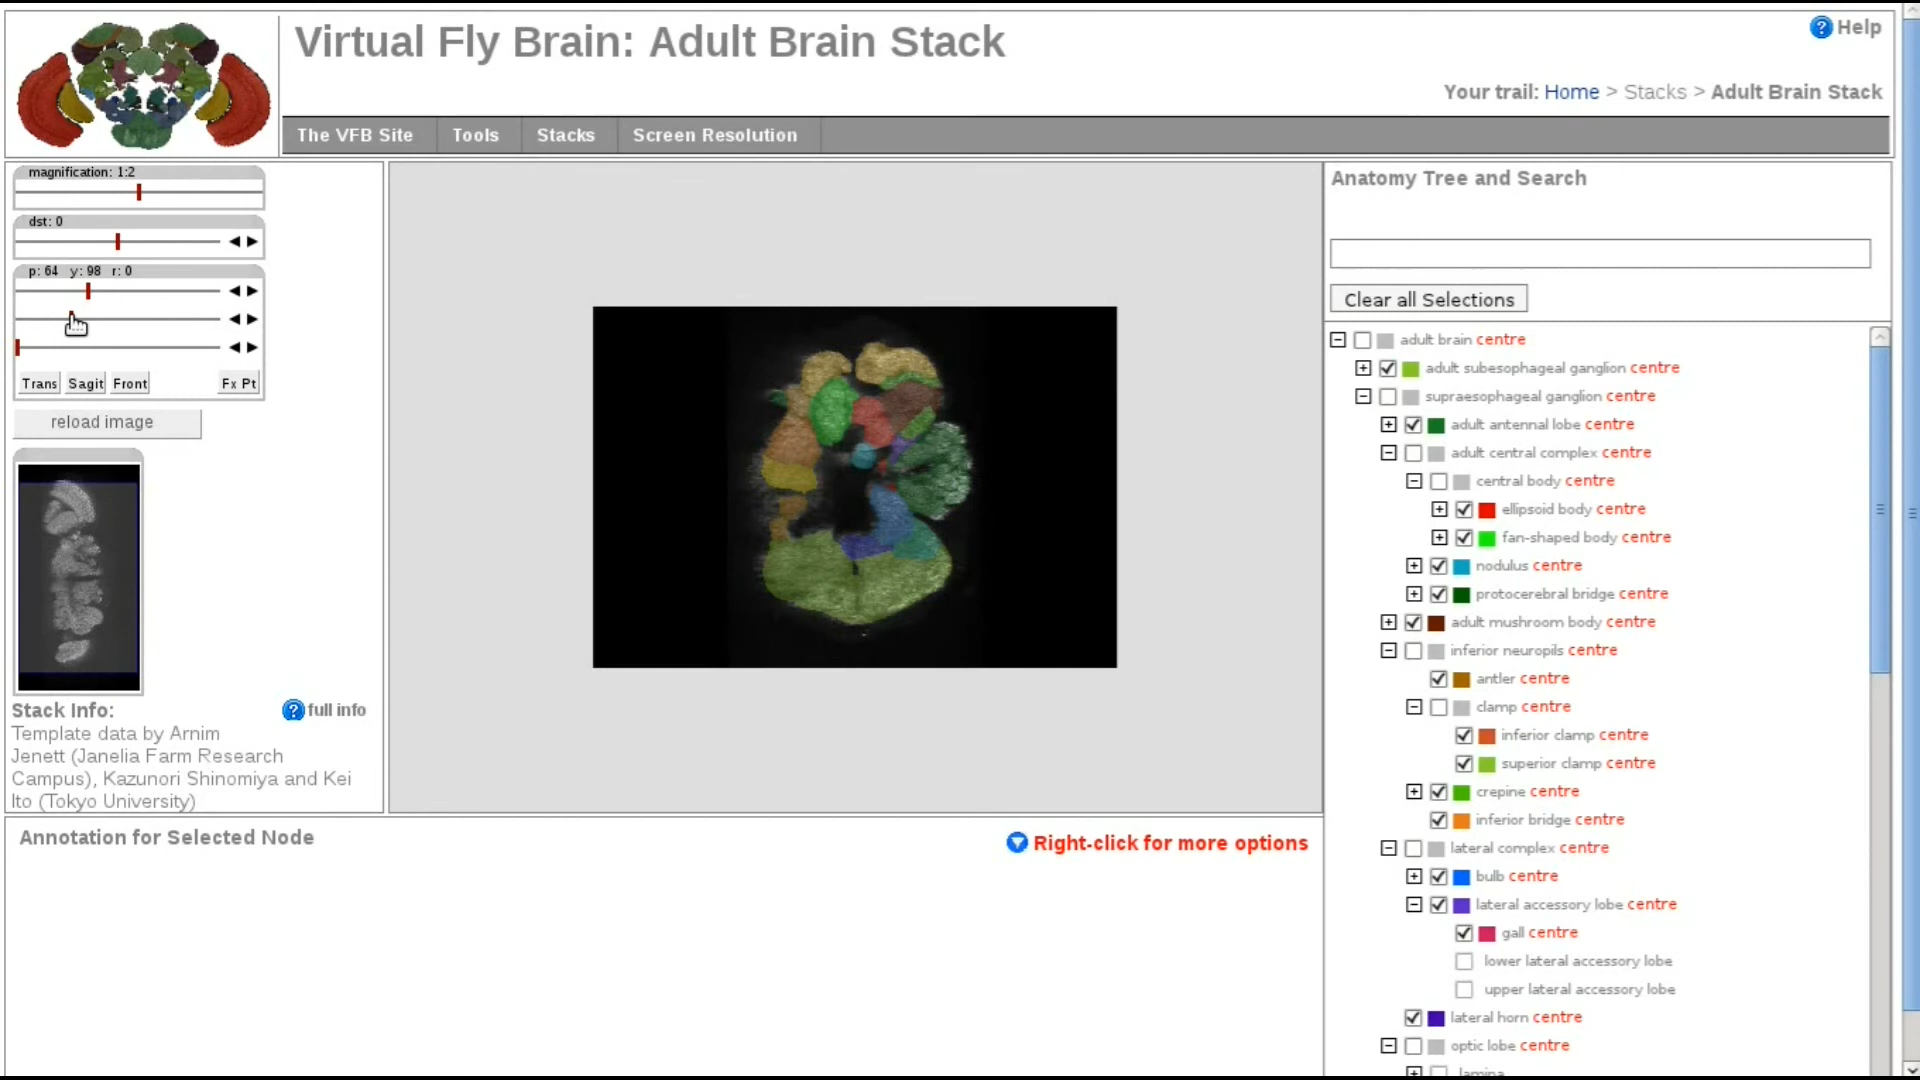 Virtual Fly Brain: Adult Brain Stack
Help
Your trail: Home > Stacks > Adult Brain Stack
The VFB Site
Tools
Stacks
Screen Resolution
magnification: 1:2
dst: 0
p: 64 y: 98 r: 0
Trans
Sagit
Front
Fx Pt
reload image
Stack Info:
full info
Template data by Arnim
Jenett (Janelia Farm Research
Campus), Kazunori Shinomiya and Kei
Ito (Tokyo University)
Annotation for Selected Node
Right-click for more options
Anatomy Tree and Search
Clear all Selections
adult brain centre
adult subesophageal ganglion centre
supraesophageal ganglion centre
adult antennal lobe centre
adult central complex centre
central body centre
ellipsoid body centre
fan-shaped body centre
nodulus centre
protocerebral bridge centre
adult mushroom body centre
inferior neuropils centre
antler centre
clamp centre
inferior clamp centre
superior clamp centre
crepine centre
inferior bridge centre
lateral complex centre
bulb centre
lateral accessory lobe centre
gall centre
lower lateral accessory lobe
upper lateral accessory lobe
lateral horn centre
optic lobe centre
lamina